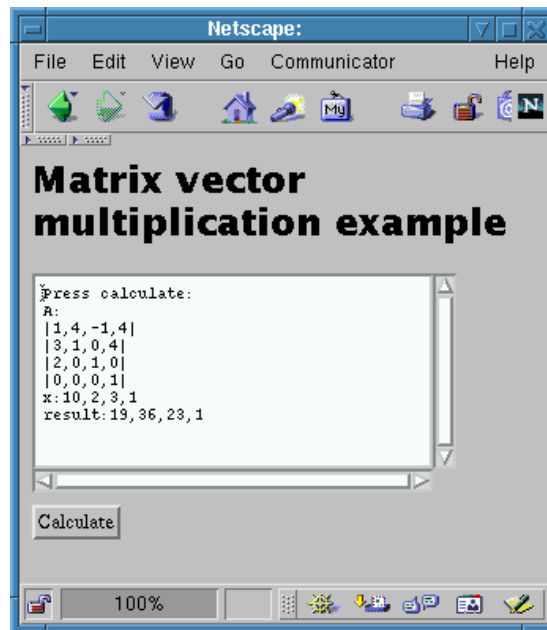 Netscape:
File Edit View Go Communicator Help
My N
Matrix vector
multiplication example
Press calculate:
A:
|1,4,-1,4|
|3,1,0,4|
|2,0,1,0|
|0,0,0,1|
x:10,2,3,1
result:19,36,23,1
Calculate
100%